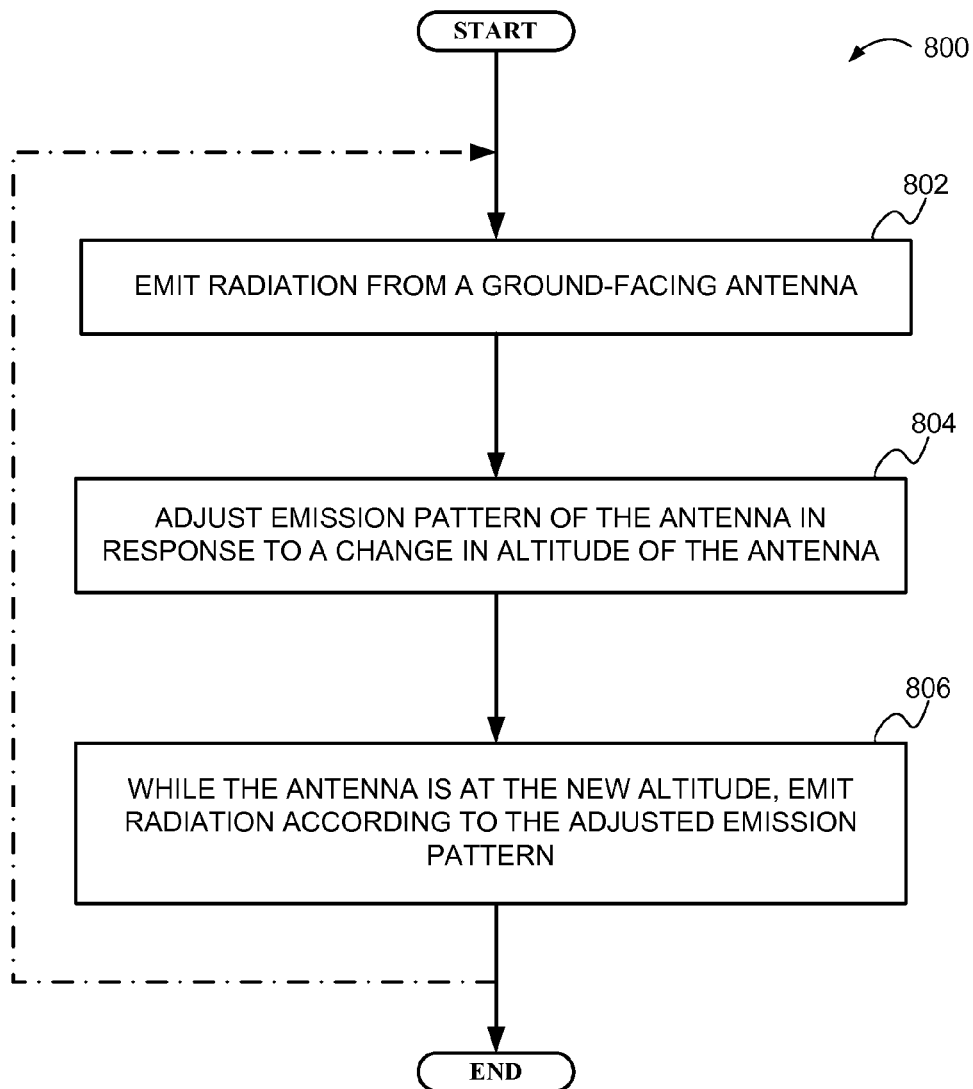 START
800
802
EMIT RADIATION FROM A GROUND-FACING ANTENNA
804
ADJUST EMISSION PATTERN OF THE ANTENNA IN
RESPONSE TO A CHANGE IN ALTITUDE OF THE ANTENNA
806
WHILE THE ANTENNA IS AT THE NEW ALTITUDE, EMIT
RADIATION ACCORDING TO THE ADJUSTED EMISSION
PATTERN
END